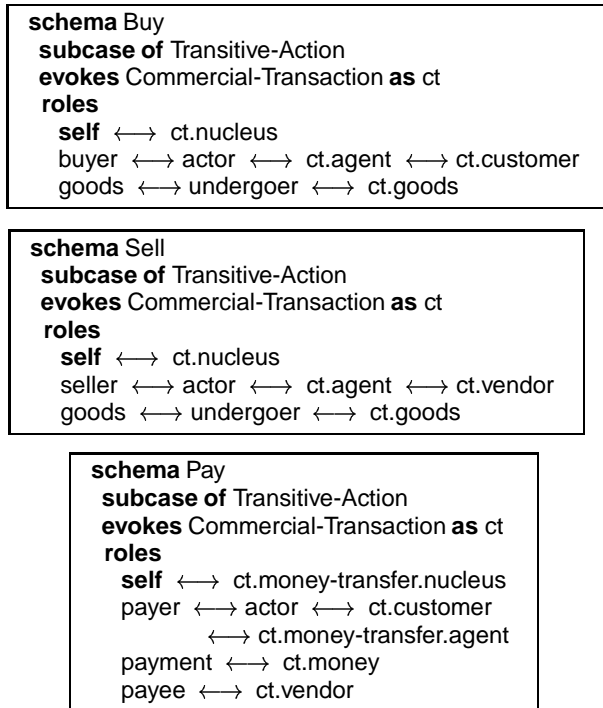 schema Buy
subcase of Transitive-Action
evokes Commercial-Transaction as ct
roles
self ⟷ ct.nucleus
buyer ⟷ actor ⟷ ct.agent ⟷ ct.customer
goods ⟷ undergoer ⟷ ct.goods
schema Sell
subcase of Transitive-Action
evokes Commercial-Transaction as ct
roles
self ⟷ ct.nucleus
seller ⟷ actor ⟷ ct.agent ⟷ ct.vendor
goods ⟷ undergoer ⟷ ct.goods
schema Pay
subcase of Transitive-Action
evokes Commercial-Transaction as ct
roles
self ⟷ ct.money-transfer.nucleus
payer ⟷ actor ⟷ ct.customer
⟷ ct.money-transfer.agent
payment ⟷ ct.money
payee ⟷ ct.vendor